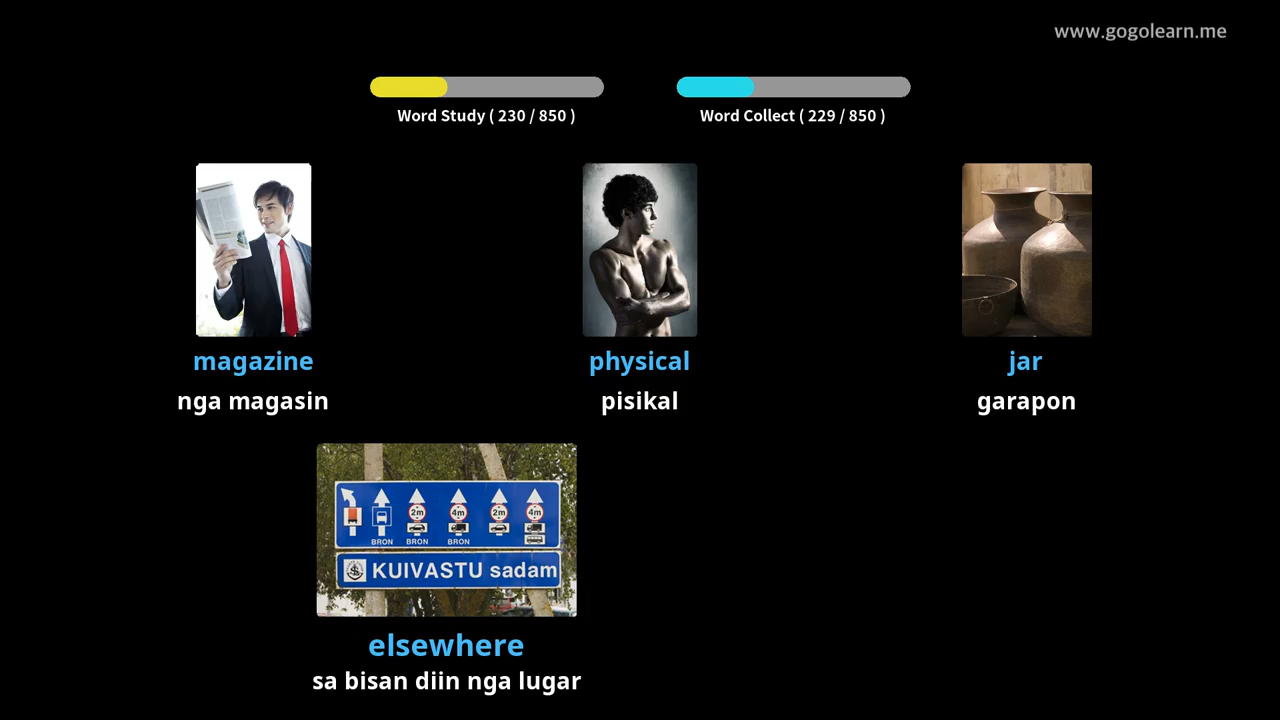 www.gogolearn.me
Word Study ( 230 / 850 )
Word Collect ( 229 / 850 )
magazine
physical
jar
nga magasin
pisikal
garapon
2m
4m
2m
4m
BRON
BRON
BRON
KUIVASTU sadam
elsewhere
sa bisan diin nga lugar